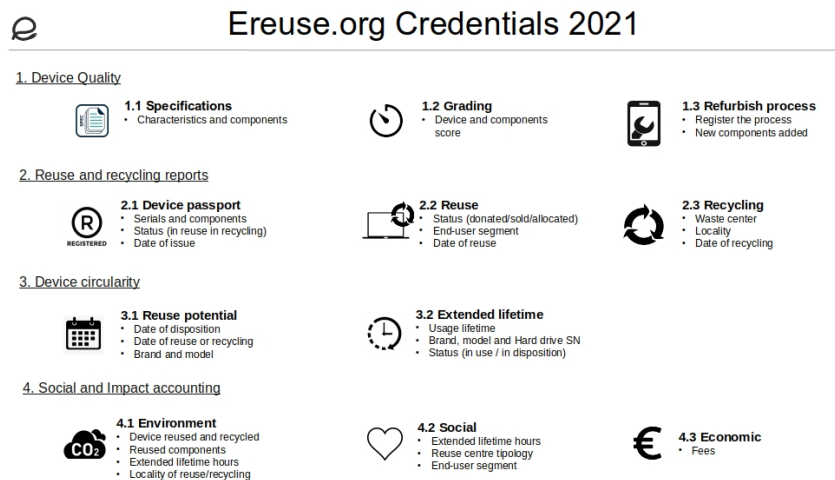 Ereuse.org Credentials 2021
1. Device Quality
1.1 Specifications
• Characteristics and components
SPEC
1.2 Grading
• Device and components
score
1.3 Refurbish process
• Register the process
• New components added
2. Reuse and recycling reports
2.1 Device passport
• Serials and components
• Status (in reuse in recycling)
• Date of issue
R
REGISTERED
2.2 Reuse
• Status (donated/sold/allocated)
• End-user segment
• Date of reuse
2.3 Recycling
• Waste center
• Locality
• Date of recycling
3. Device circularity
3.1 Reuse potential
• Date of disposition
• Date of reuse or recycling
• Brand and model
3.2 Extended lifetime
• Usage lifetime
• Brand, model and Hard drive SN
• Status (in use / in disposition)
4. Social and Impact accounting
4.1 Environment
• Device reused and recycled
• Reused components
• Extended lifetime hours
• Locality of reuse/recycling
CO2
4.2 Social
• Extended lifetime hours
• Reuse centre tipology
• End-user segment
€
4.3 Economic
• Fees